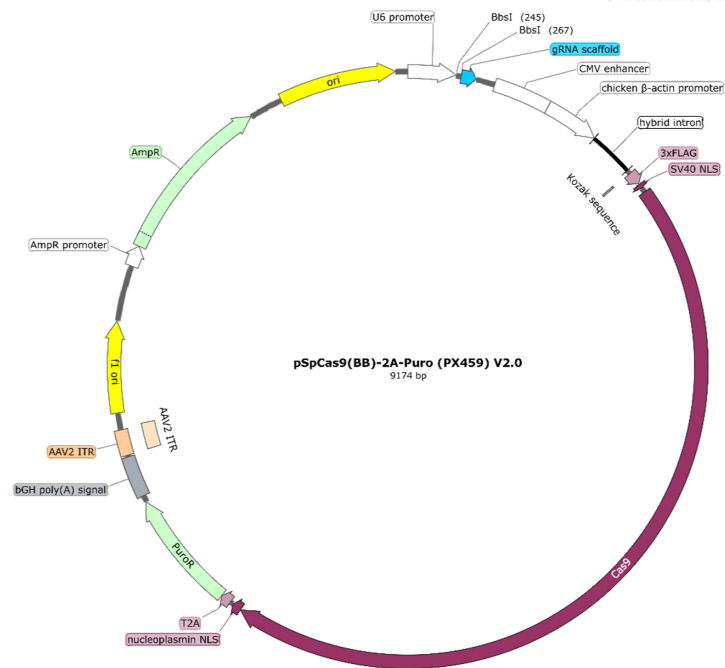 U6 promoter
BbsI (245)
BbsI (267)
gRNA scaffold
CMV enhancer
chicken β-actin promoter
hybrid intron
3xFLAG
SV40 NLS
Kozak sequence
ori
AmpR
AmpR promoter
f1 ori
AAV2 ITR
AAV2 ITR
bGH poly(A) signal
PuroR
T2A
nucleoplasmin NLS
Cas9
pSpCas9(BB)-2A-Puro (PX459) V2.0
9174 bp